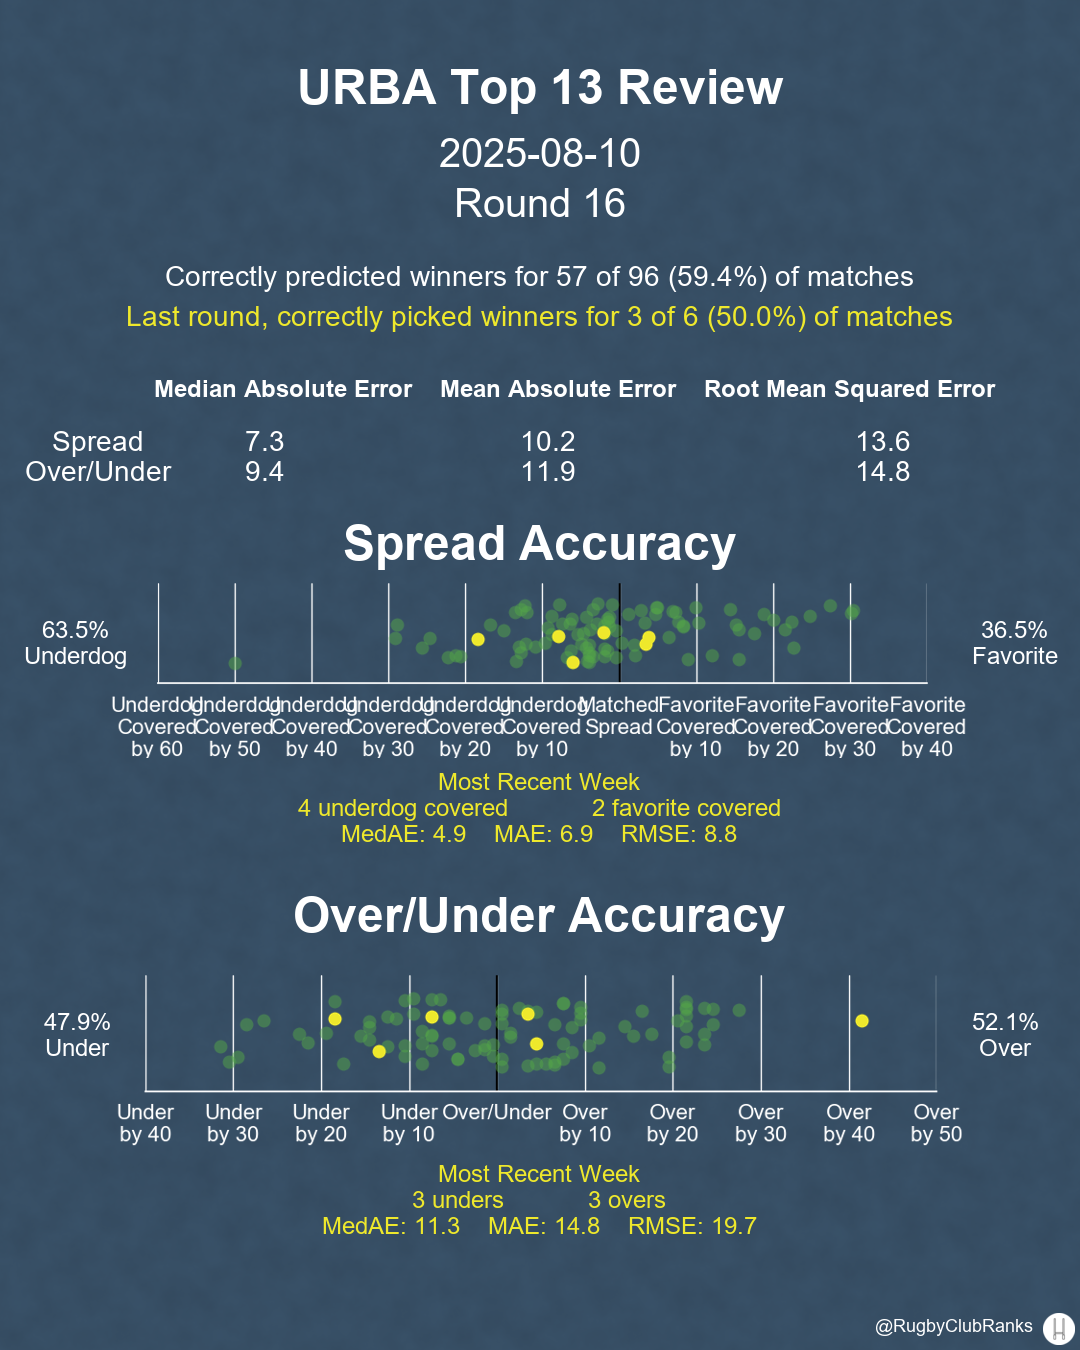 URBA Top 13 Review
2025-08-10
Round 16
Correctly predicted winners for 57 of 96 (59.4%) of matches
Last round, correctly picked winners for 3 of 6 (50.0%) of matches
Median Absolute Error Mean Absolute Error Root Mean Squared Error
Spread 7.3 10.2 13.6
Over/Under 9.4 11.9 14.8
Spread Accuracy
63.5% Underdog
36.5% Favorite
Underdog Underdog Underdog Underdog Underdog Underdog Matched Favorite Favorite Favorite Favorite
Covered Covered Covered Covered Covered Covered Spread Covered Covered Covered Covered
by 60 by 50 by 40 by 30 by 20 by 10 by 10 by 20 by 30 by 40
Most Recent Week
4 underdog covered 2 favorite covered
MedAE: 4.9 MAE: 6.9 RMSE: 8.8
Over/Under Accuracy
47.9% Under
52.1% Over
Under Under Under Under Over/Under Over Over Over Over Over
by 40 by 30 by 20 by 10 by 10 by 20 by 30 by 40 by 50
Most Recent Week
3 unders 3 overs
MedAE: 11.3 MAE: 14.8 RMSE: 19.7
@RugbyClubRanks